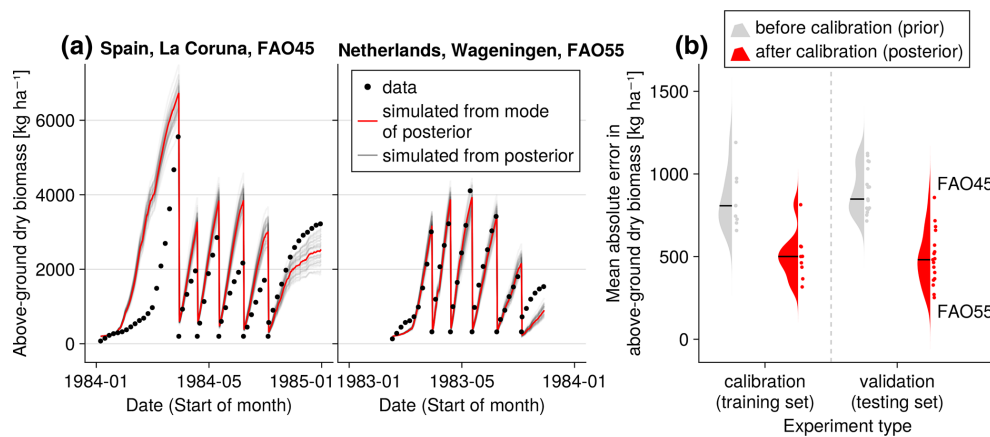 (a)
Spain, La Coruna, FAO45
Netherlands, Wageningen, FAO55
Above-ground dry biomass [kg ha⁻¹]
6000
4000
2000
0
data
simulated from mode
of posterior
simulated from posterior
1984-01
1984-05
1985-01
1983-01
1983-05
1984-01
Date (Start of month)
Date (Start of month)
(b)
before calibration (prior)
after calibration (posterior)
Mean absolute error in
above-ground dry biomass [kg ha⁻¹]
1500
1000
500
0
FAO45
FAO55
calibration
(training set)
validation
(testing set)
Experiment type